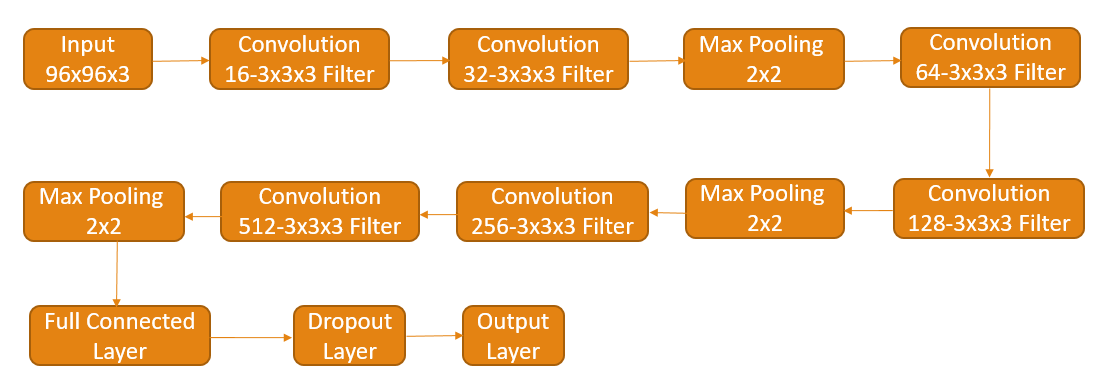 Input
96x96x3
Convolution
16-3x3x3 Filter
Convolution
32-3x3x3 Filter
Max Pooling
2x2
Convolution
64-3x3x3 Filter
Convolution
128-3x3x3 Filter
Max Pooling
2x2
Convolution
256-3x3x3 Filter
Convolution
512-3x3x3 Filter
Max Pooling
2x2
Full Connected
Layer
Dropout
Layer
Output
Layer